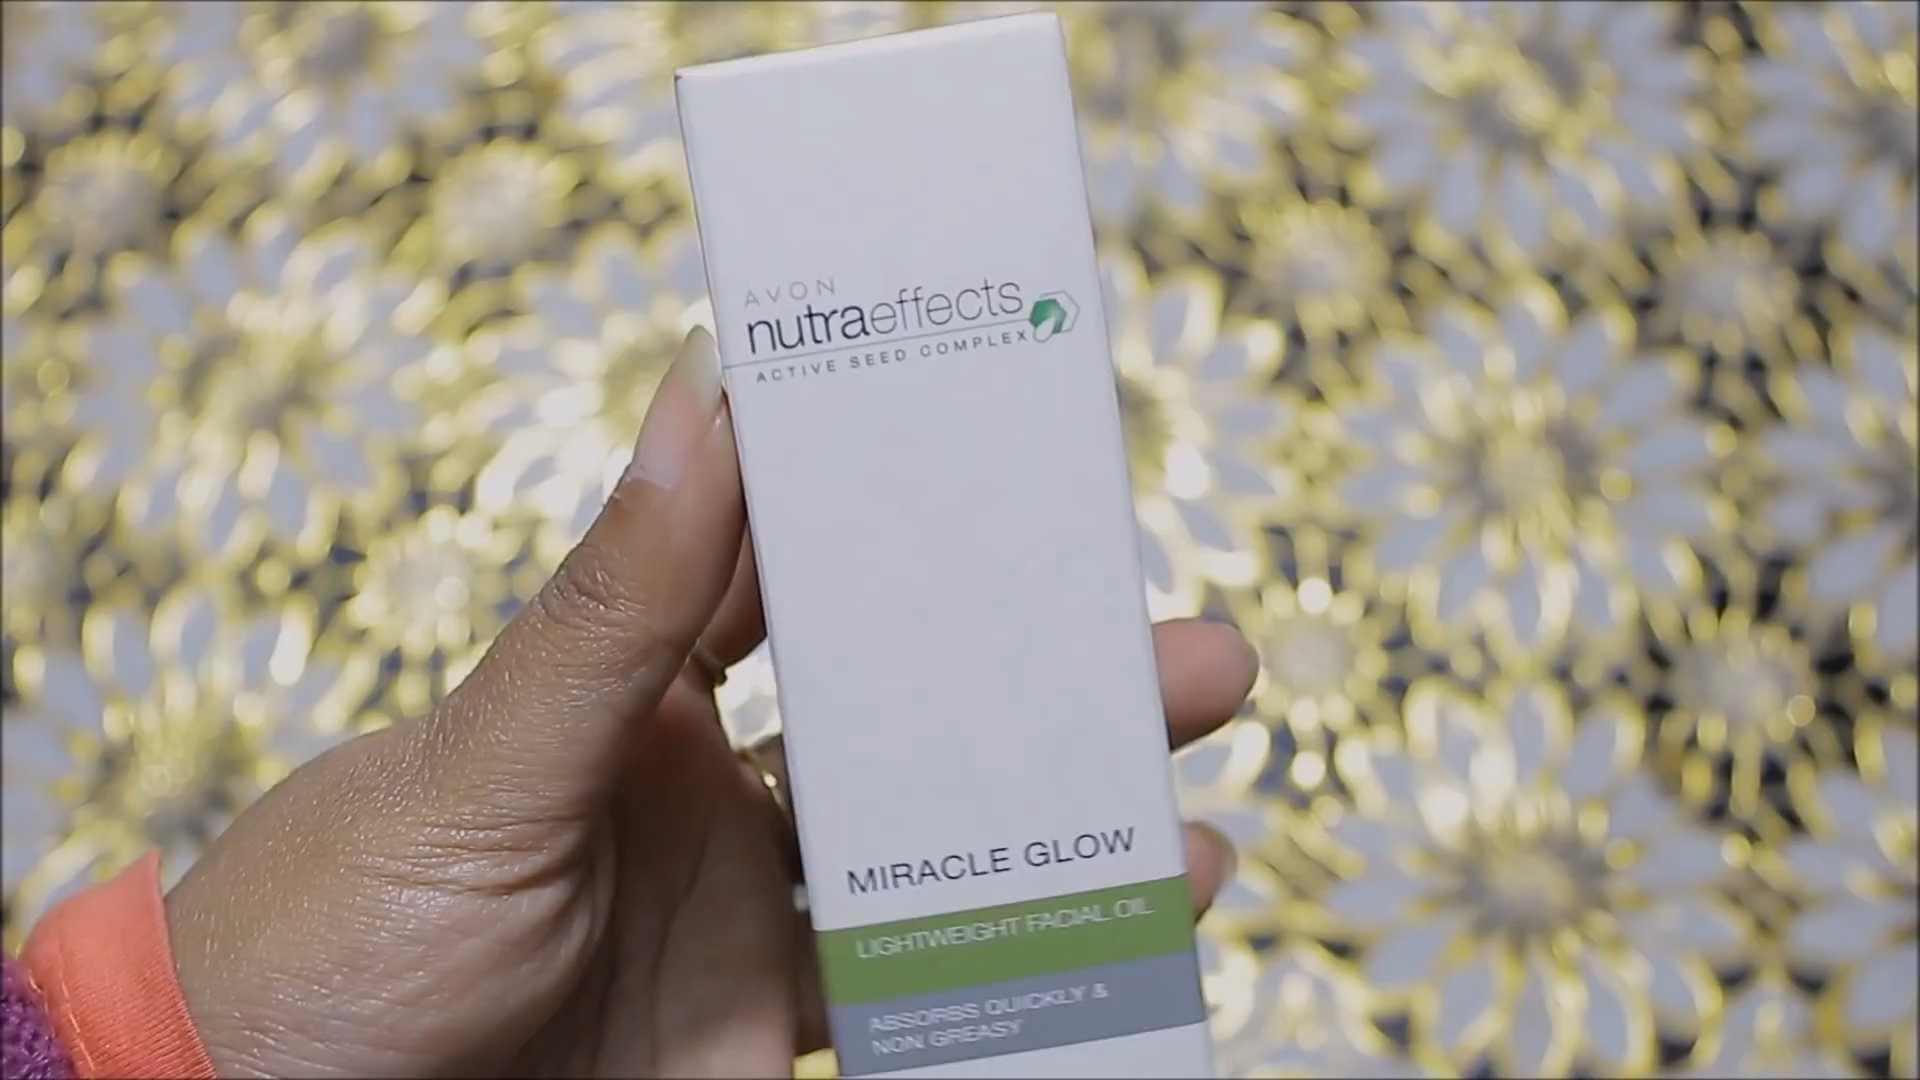 AVON
nutraeffects
ACTIVE SEED COMPLEX
MIRACLE GLOW
LIGHTWEIGHT FACIAL OIL
ABSORBS QUICKLY &
NON GREASY